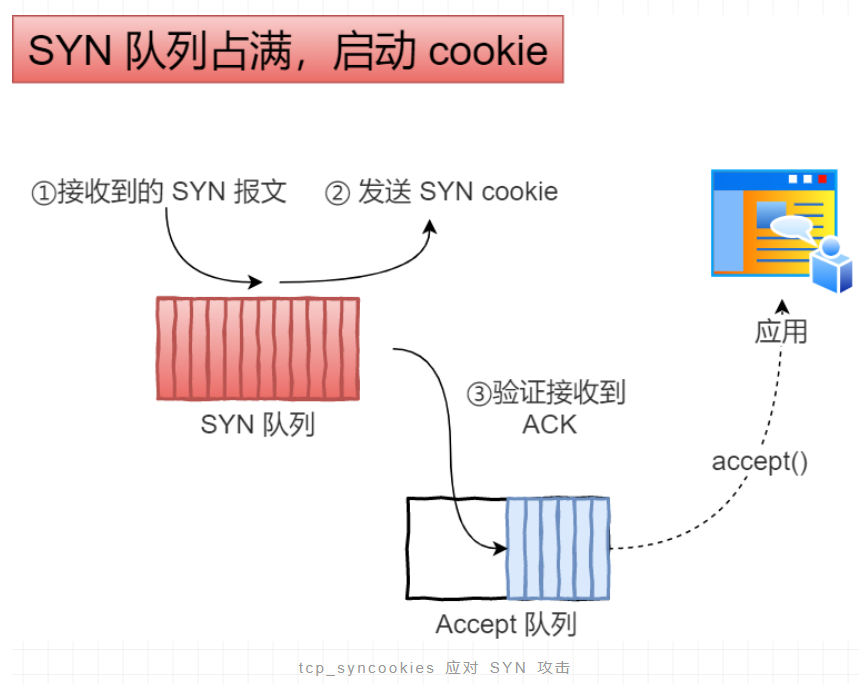 SYN 队列占满，启动 cookie
①接收到的 SYN 报文
② 发送 SYN cookie
应用
SYN 队列
③验证接收到
ACK
accept()
Accept 队列
tcp_syncookies 应对 SYN 攻击